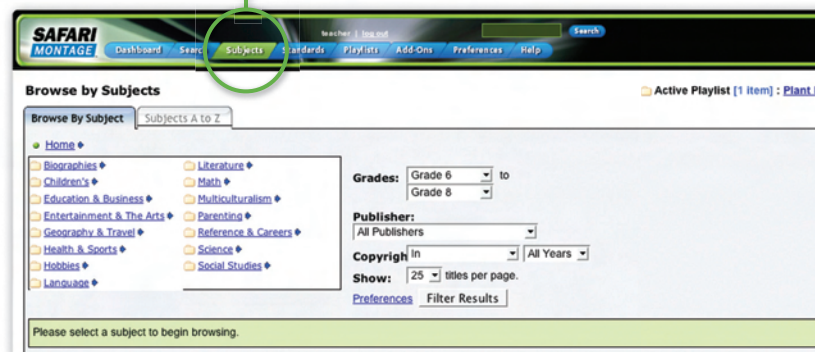 SAFARI
MONTAGE
teacher | log out
Search
Dashboard Search Subjects Standards Playlists Add-Ons Preferences Help
Browse by Subjects
Active Playlist [1 item] : Plant
Browse By Subject Subjects A to Z
Home
Biographies Literature
Children's Math
Education & Business Multiculturalism
Entertainment & The Arts Parenting
Geography & Travel Reference & Careers
Health & Sports Science
Hobbies Social Studies
Language
Grades: Grade 6 to
Grade 8
Publisher:
All Publishers
Copyrigh In All Years
Show: 25 titles per page.
Preferences Filter Results
Please select a subject to begin browsing.